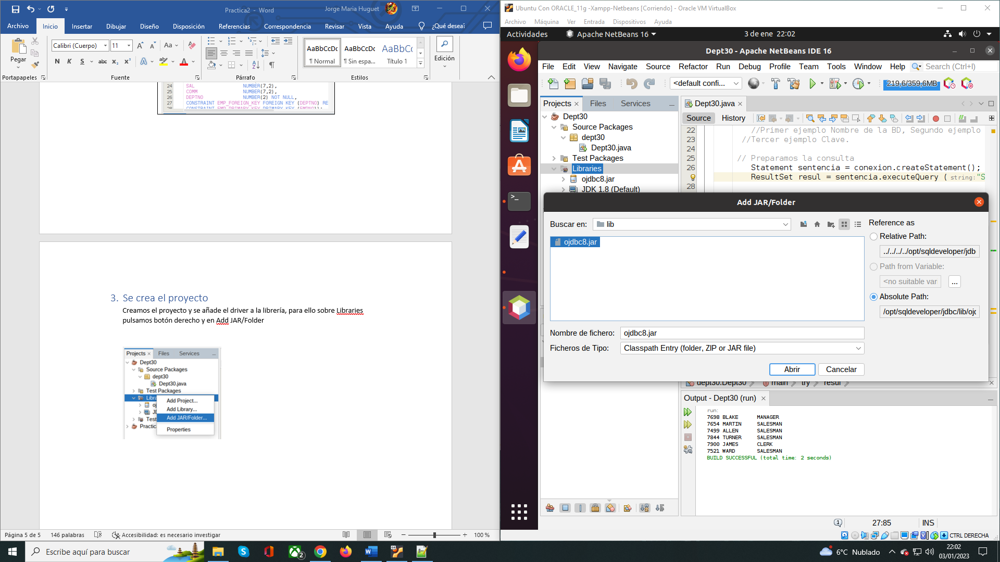 Practica2 - Word
Jorge Maria Huguet
Archivo
Inicio
Insertar
Dibujar
Diseño
Disposición
Referencias
Correspondencia
Revisar
Vista
Ayuda
¿Qué desea?
Pegar
Portapapeles
Calibri (Cuerpo)
11
Aa
N K S abc x₂ x²
Fuente
Párrafo
AaBbCcDc
¶ Normal
AaBbCcDc
¶ Sin espa...
AaBbCc
Título 1
Estilos
Edición
24 SAL NUMBER(7,2),
25 COMM NUMBER(7,2),
26 DEPTNO NUMBER(2) NOT NULL,
27 CONSTRAINT EMP_FOREIGN_KEY FOREIGN KEY (DEPTNO) RE
28 CONSTRAINT EMP_PRIMARY_KEY PRIMARY KEY (EMPNO));
3. Se crea el proyecto
Creamos el proyecto y se añade el driver a la librería, para ello sobre Libraries
pulsamos botón derecho y en Add JAR/Folder
Projects
Files
Services
Dept30
Source Packages
dept30
Dept30.java
Test Packages
Libra
Add Project...
Add Library...
Add JAR/Folder...
Test
Practic
Properties
Página 5 de 5
146 palabras
Accesibilidad: es necesario investigar
100 %
Ubuntu Con ORACLE_11g -Xampp-Netbeans [Corriendo] - Oracle VM VirtualBox
Archivo Máquina Ver Entrada Dispositivos Ayuda
Actividades
Apache NetBeans 16
3 de ene 22:02
Dept30 - Apache NetBeans IDE 16
File Edit View Navigate Source Refactor Run Debug Profile Team Tools Window Help
Search (Ctrl+I)
<default confi...
219,6/359,6MB
Projects
Files
Services
Dept30
Source Packages
dept30
Dept30.java
Test Packages
Libraries
ojdbc8.jar
JDK 1.8 (Default)
Dept30.java
Source
History
22 //Primer ejemplo Nombre de la BD, Segundo ejemplo
23 //Tercer ejemplo Clave.
24
25 // Preparamos la consulta
26 Statement sentencia = conexion.createStatement();
ResultSet resul = sentencia.executeQuery (string:"S
28
Add JAR/Folder
Buscar en:
lib
ojdbc8.jar
Reference as
Relative Path:
../../../../opt/sqldeveloper/jdb
Path from Variable:
<no suitable var
...
Absolute Path:
/opt/sqldeveloper/jdbc/lib/ojc
Nombre de fichero:
ojdbc8.jar
Ficheros de Tipo:
Classpath Entry (folder, ZIP or JAR file)
Abrir
Cancelar
dept30.Dept30
main
try
resul
Output - Dept30 (run)
run:
7698 BLAKE MANAGER
7654 MARTIN SALESMAN
7499 ALLEN SALESMAN
7844 TURNER SALESMAN
7900 JAMES CLERK
7521 WARD SALESMAN
BUILD SUCCESSFUL (total time: 2 seconds)
1
27:85
INS
CTRL DERECHA
Escribe aquí para buscar
2
6°C Nublado
22:02
03/01/2023